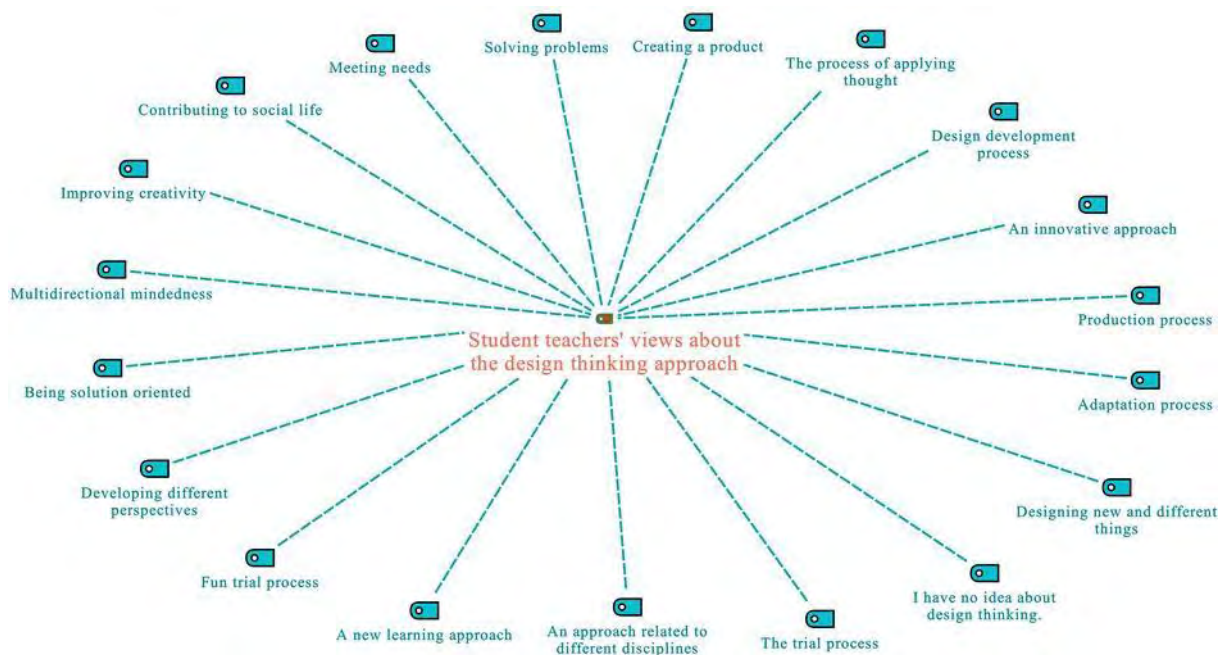 Solving problems
Creating a product
Meeting needs
The process of applying
thought
Contributing to social life
Design development
process
Improving creativity
An innovative approach
Multidirectional mindedness
Production process
Student teachers' views about
the design thinking approach
Being solution oriented
Adaptation process
Developing different
perspectives
Designing new and different
things
Fun trial process
I have no idea about
design thinking.
A new learning approach
An approach related to
different disciplines
The trial process